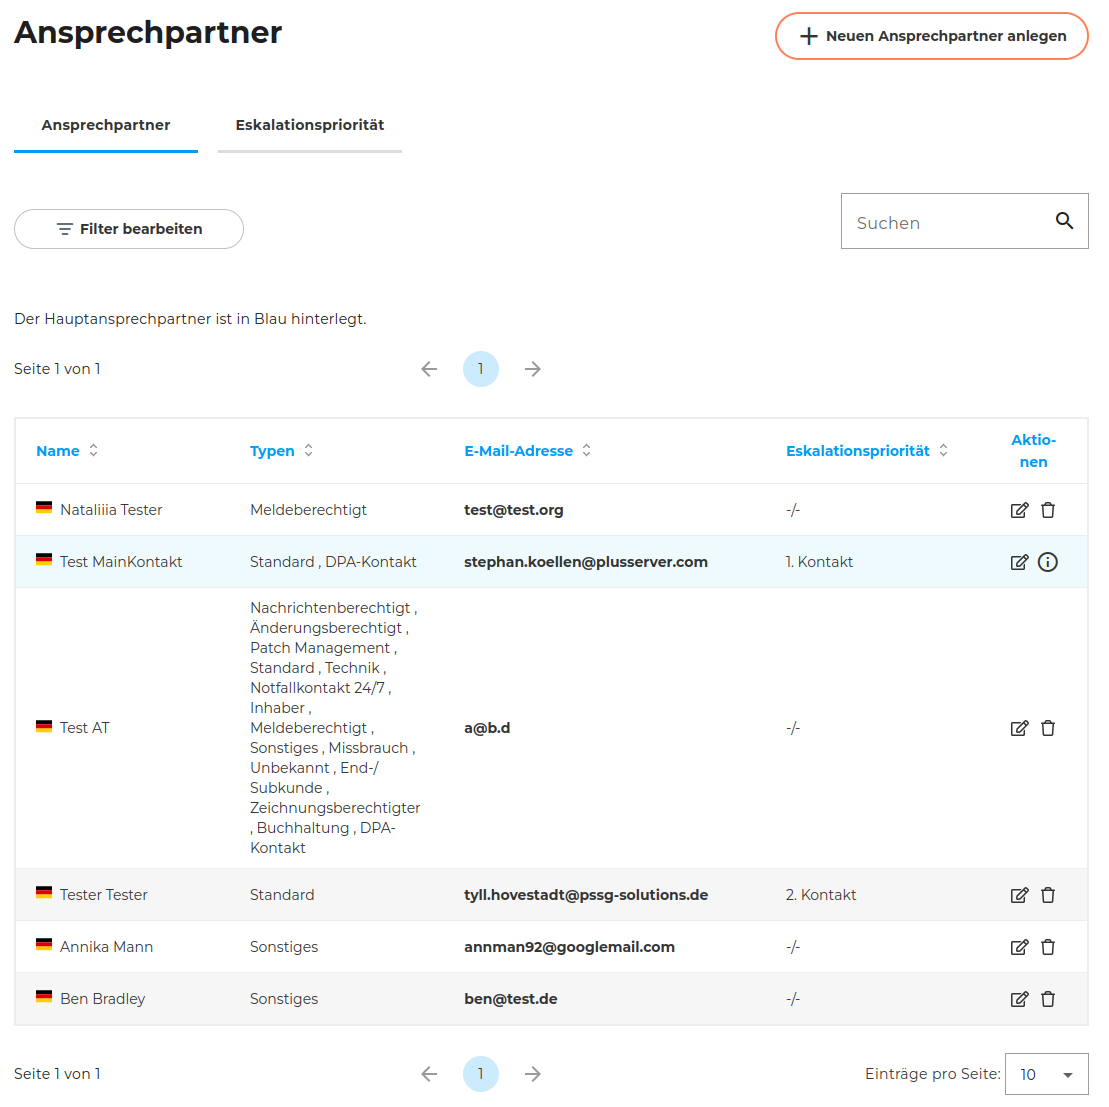 Ansprechpartner
Neuen Ansprechpartner anlegen
Ansprechpartner
Eskalationspriorität
Filter bearbeiten
Suchen
Der Hauptansprechpartner ist in Blau hinterlegt.
Seite 1 von 1
1
Name Typen E-Mail-Adresse Eskalationspriorität Aktio-
nen
Nataliiia Tester Meldeberechtigt test@test.org -/-
Test MainKontakt Standard , DPA-Kontakt stephan.koellen@plusserver.com 1. Kontakt
Nachrichtenberechtigt ,
Änderungsberechtigt ,
Patch Management ,
Standard , Technik ,
Notfallkontakt 24/7 ,
Inhaber ,
Test AT Meldeberechtigt , a@b.d -/-
Sonstiges , Missbrauch ,
Unbekannt , End-/
Subkunde ,
Zeichnungsberechtigter
, Buchhaltung , DPA-
Kontakt
Tester Tester Standard tyll.hovestadt@pssg-solutions.de 2. Kontakt
Annika Mann Sonstiges annman92@googlemail.com -/-
Ben Bradley Sonstiges ben@test.de -/-
Seite 1 von 1
1
Einträge pro Seite: 10